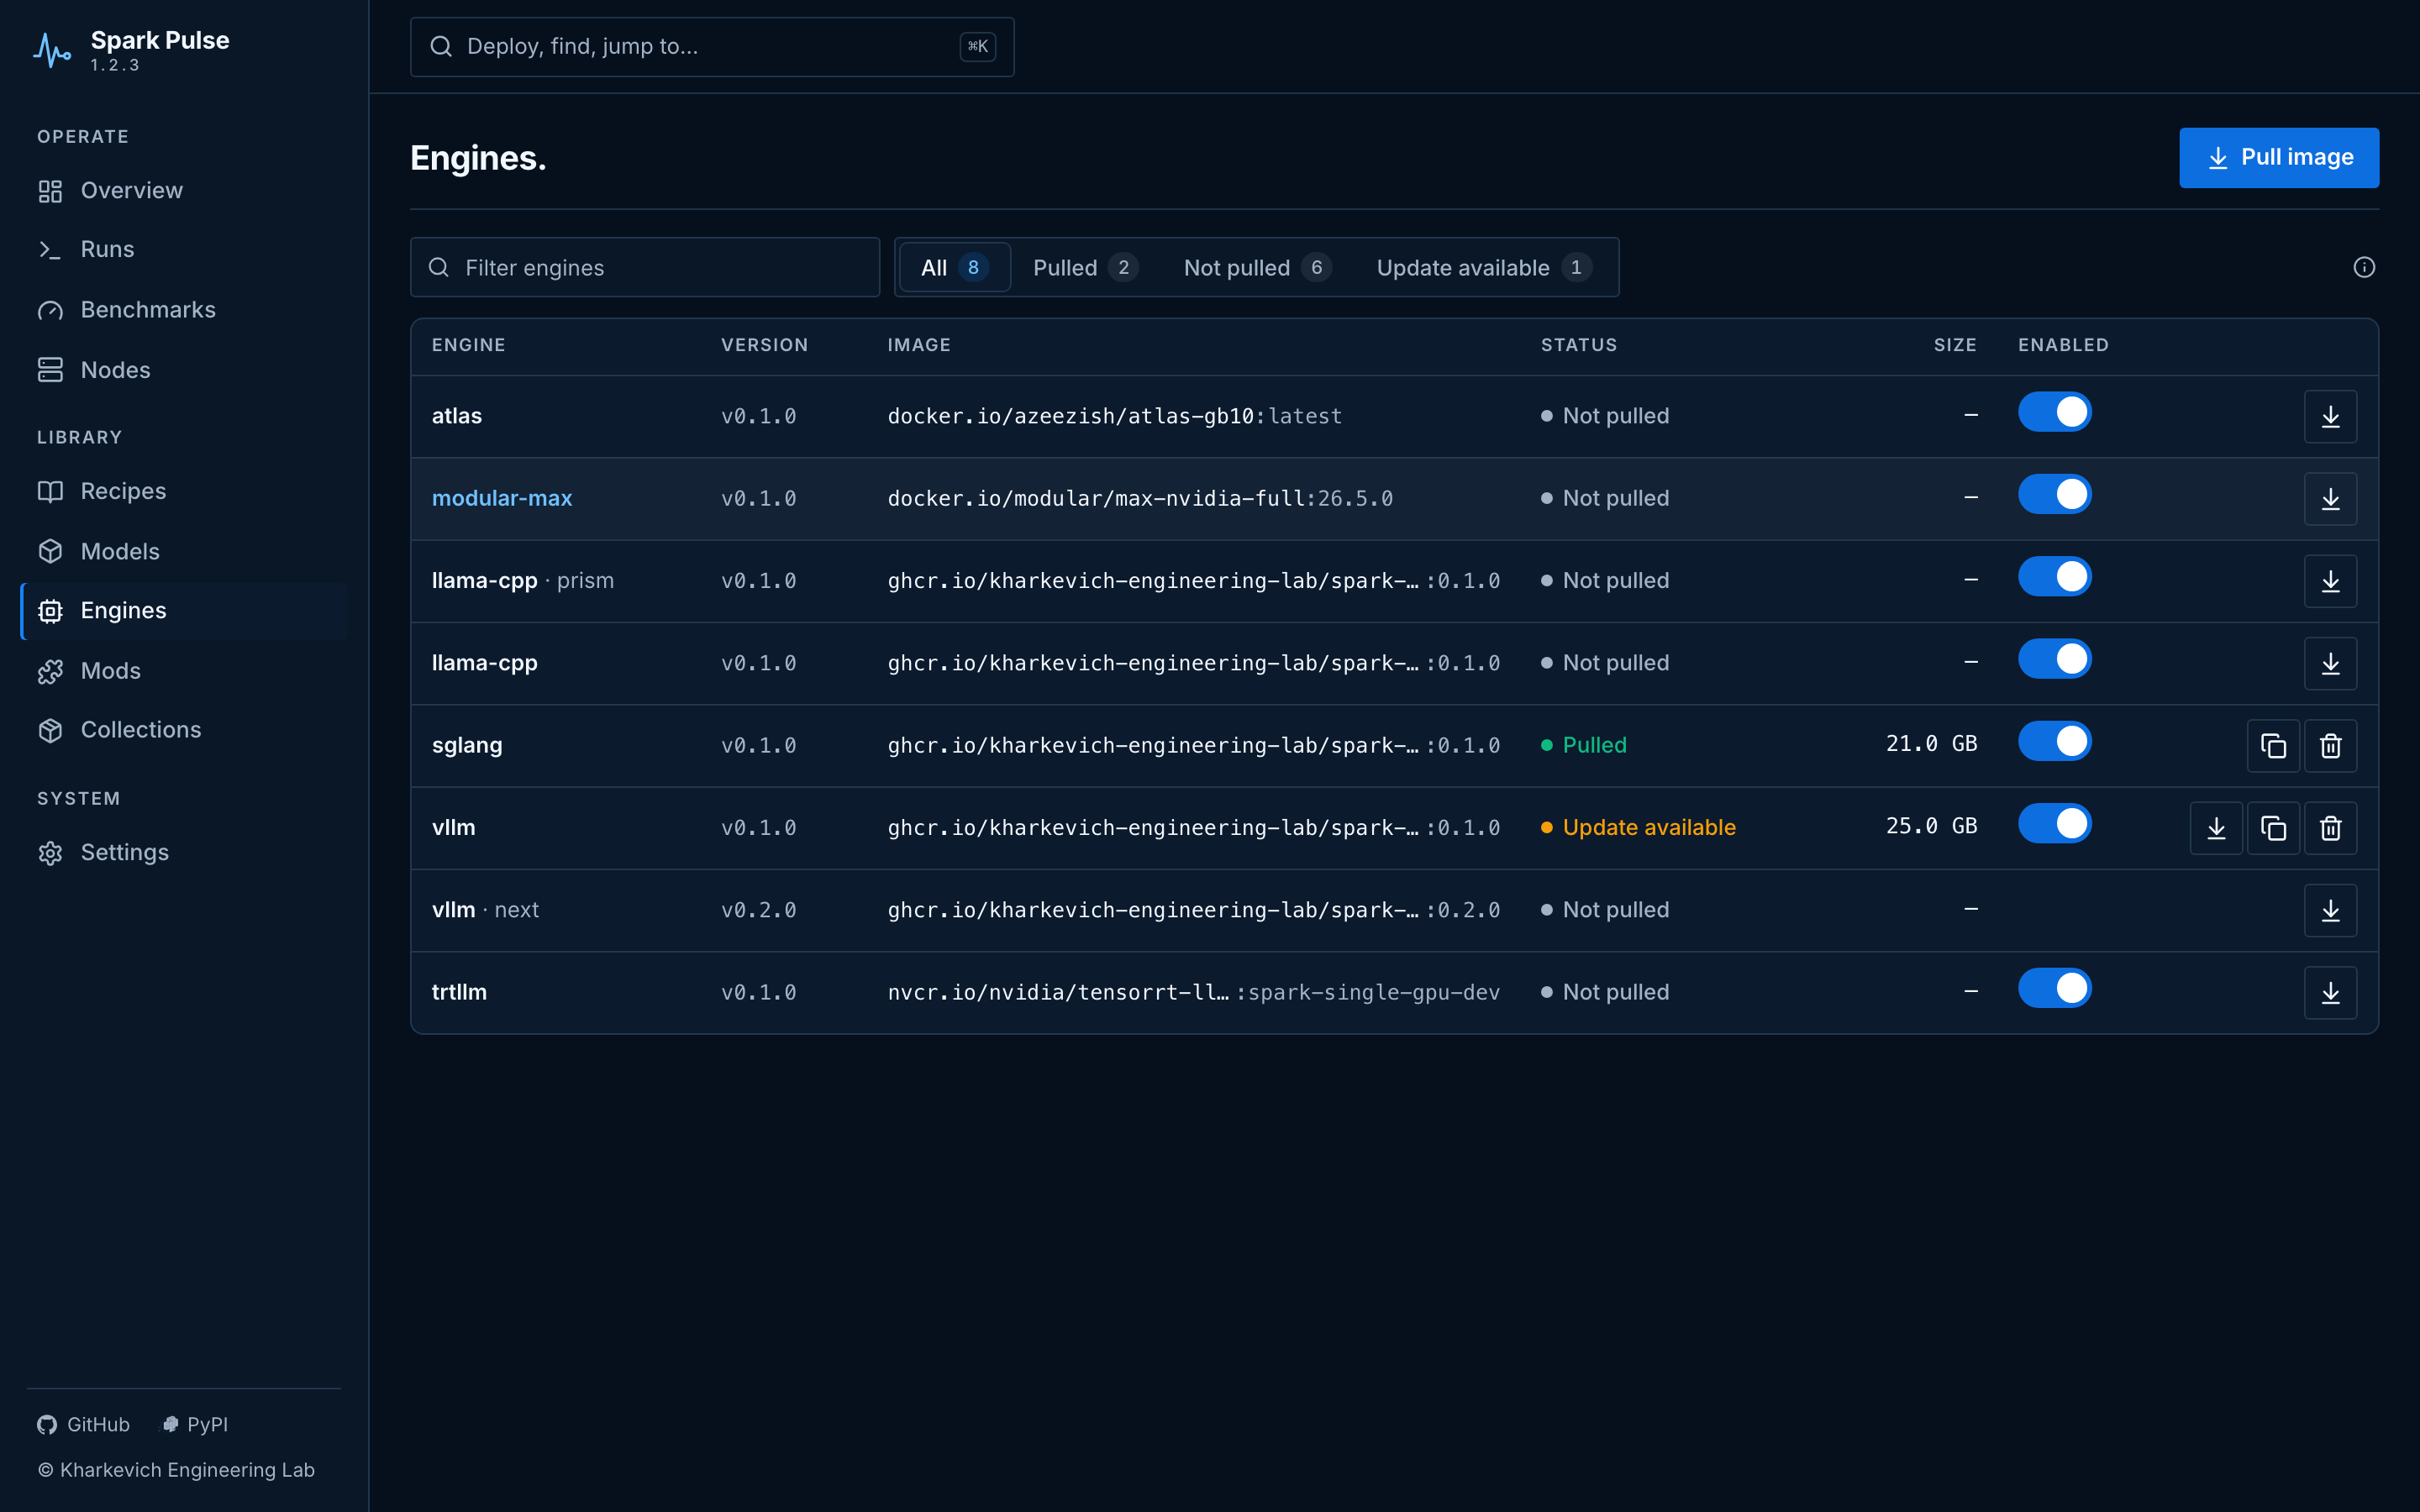 Spark Pulse
1.2.3
Deploy, find, jump to... ⌘K
OPERATE
Overview
Runs
Benchmarks
Nodes
LIBRARY
Recipes
Models
Engines
Mods
Collections
SYSTEM
Settings
GitHub PyPI
© Kharkevich Engineering Lab
Engines. Pull image
Filter engines All 8 Pulled 2 Not pulled 6 Update available 1
ENGINE VERSION IMAGE STATUS SIZE ENABLED
atlas v0.1.0 docker.io/azeezish/atlas-gb10:latest Not pulled —
modular-max v0.1.0 docker.io/modular/max-nvidia-full:26.5.0 Not pulled —
llama-cpp · prism v0.1.0 ghcr.io/kharkevich-engineering-lab/spark-… :0.1.0 Not pulled —
llama-cpp v0.1.0 ghcr.io/kharkevich-engineering-lab/spark-… :0.1.0 Not pulled —
sglang v0.1.0 ghcr.io/kharkevich-engineering-lab/spark-… :0.1.0 Pulled 21.0 GB
vllm v0.1.0 ghcr.io/kharkevich-engineering-lab/spark-… :0.1.0 Update available 25.0 GB
vllm · next v0.2.0 ghcr.io/kharkevich-engineering-lab/spark-… :0.2.0 Not pulled —
trtllm v0.1.0 nvcr.io/nvidia/tensorrt-ll… :spark-single-gpu-dev Not pulled —